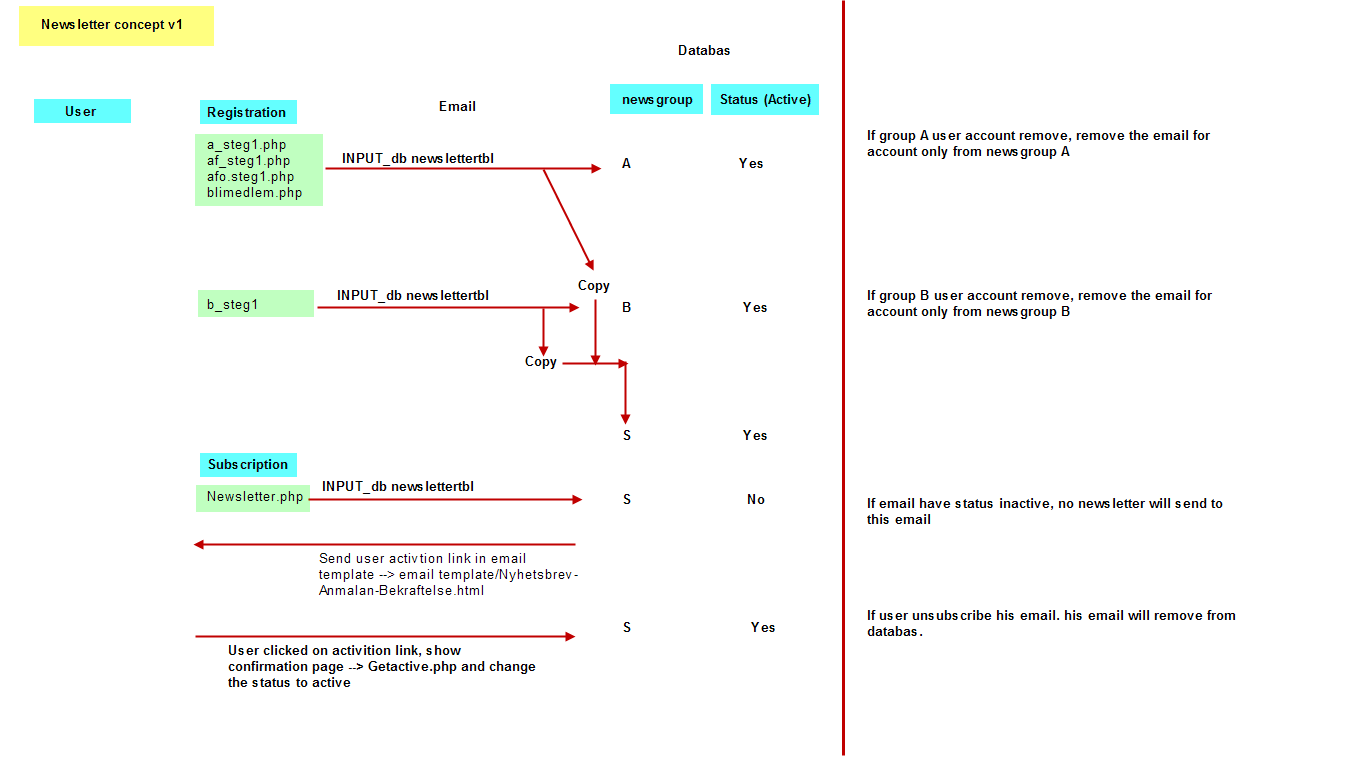 Newsletter concept v1
Databas
User
Registration
Email
newsgroup
Status (Active)
a_steg1.php
af_steg1.php
afo.steg1.php
blimedlem.php
INPUT_db newslettertbl
A
Yes
If group A user account remove, remove the email for
account only from newsgroup A
Copy
b_steg1
INPUT_db newslettertbl
B
Yes
If group B user account remove, remove the email for
account only from newsgroup B
Copy
S
Yes
Subscription
Newsletter.php
INPUT_db newslettertbl
S
No
If email have status inactive, no newsletter will send to
this email
Send user activtion link in email
template --> email template/Nyhetsbrev-
Anmalan-Bekraftelse.html
S
Yes
If user unsubscribe his email. his email will remove from
databas.
User clicked on activition link, show
confirmation page --> Getactive.php and change
the status to active